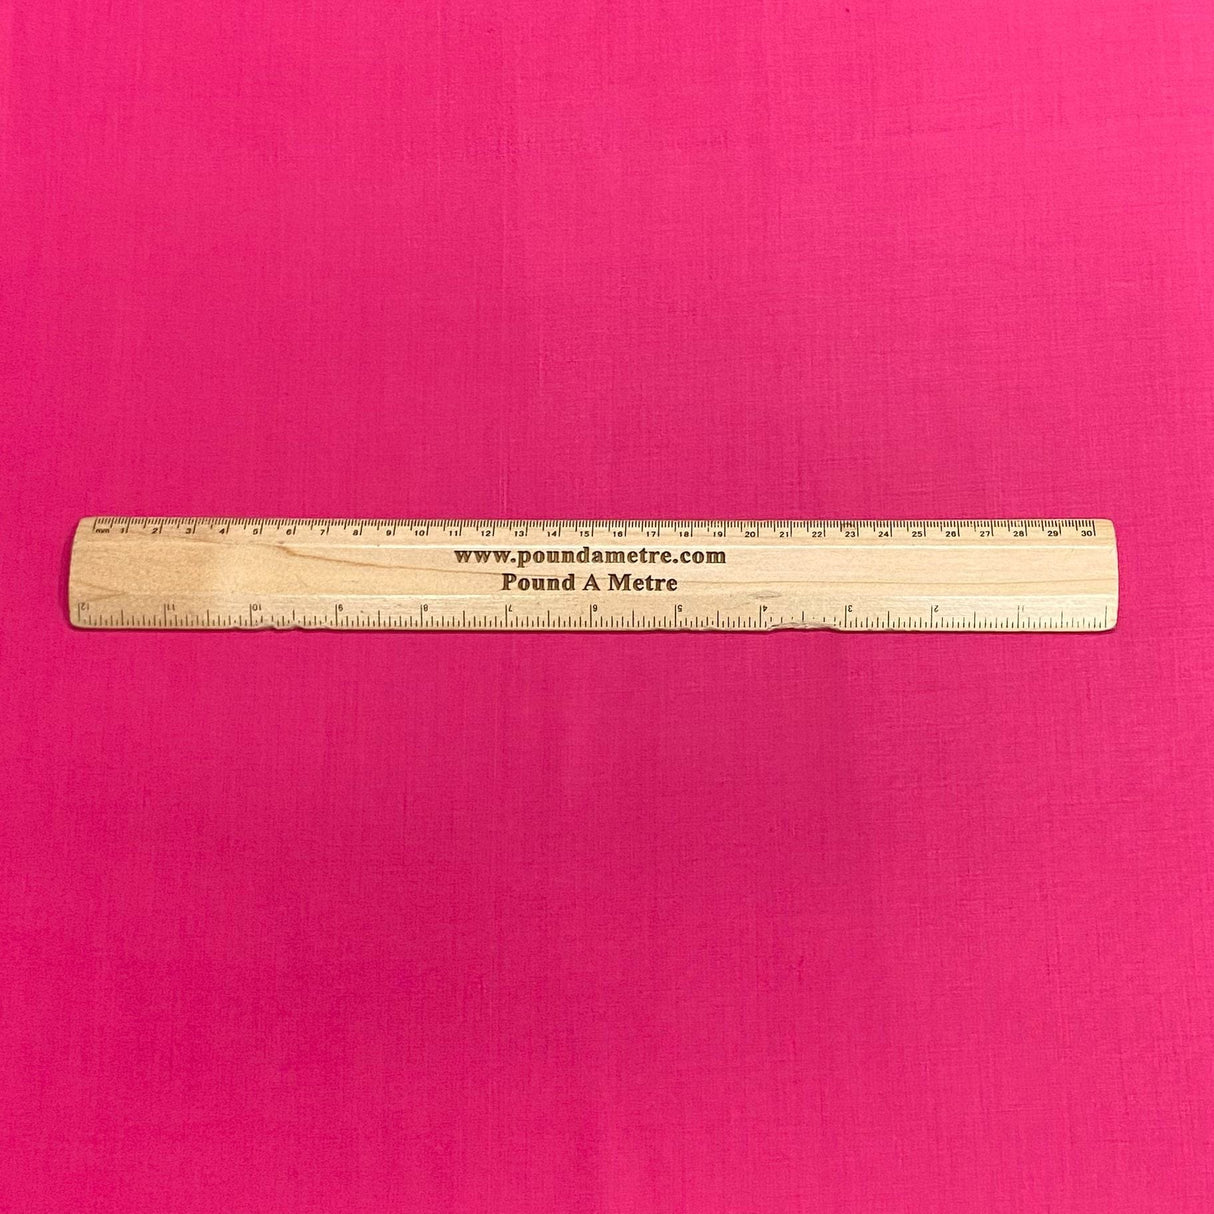 mm 1 2 3 4 5 6 7 8 9 10 11 12 13 14 15 16 17 18 19 20 21 22 23 24 25 26 27 28 29 30
www.poundametre.com
Pound A Metre
12 11 10 9 8 7 6 5 4 3 2 1